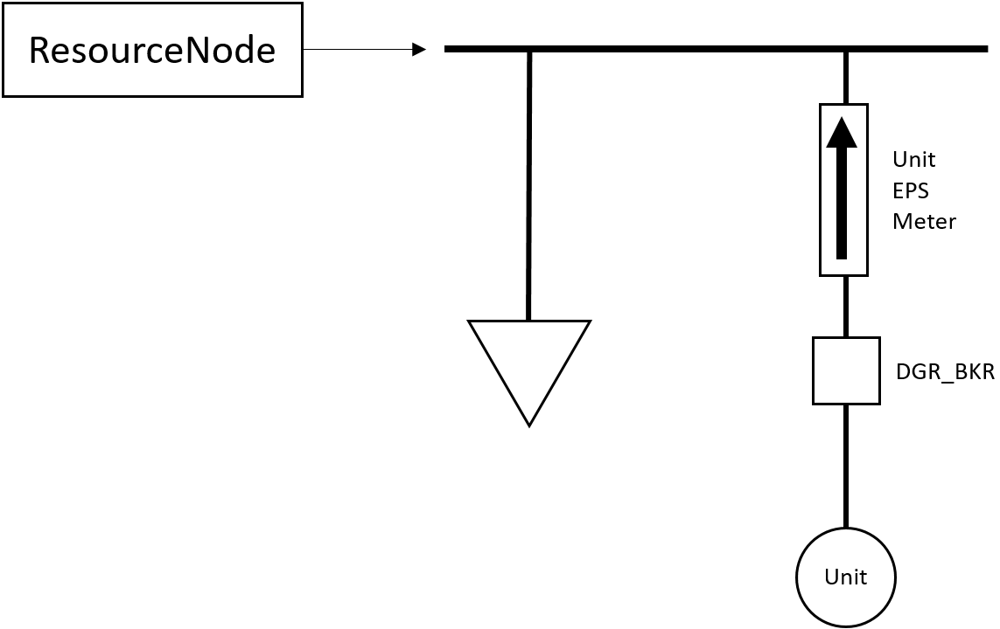 ResourceNode
Unit
EPS
Meter
DGR_BKR
Unit